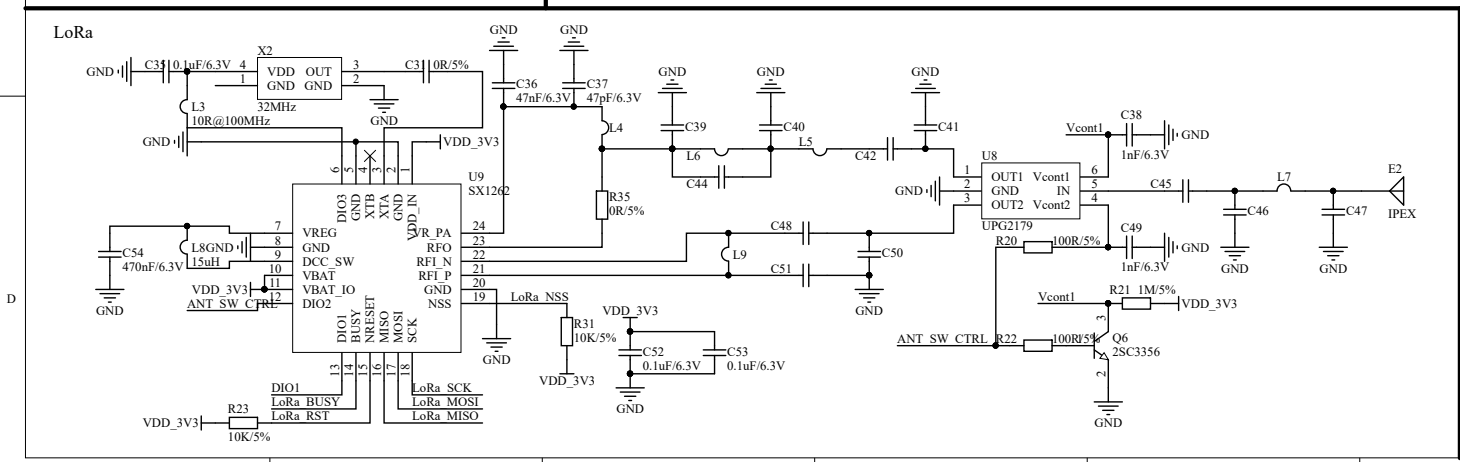 LoRa
X2
GND
C35
0.1uF/6.3V
4
VDD
OUT
3
C31
0R/5%
1
GND
GND
2
32MHz
GND
L3
10R@100MHz
GND
VDD_3V3
GND
C36
47nF/6.3V
GND
C37
47pF/6.3V
L4
R35
0R/5%
GND
C39
L6
C44
GND
C40
L5
C42
GND
C41
U8
1
OUT1
Vcont1
6
GND
2
GND
IN
5
3
OUT2
Vcont2
4
UPG2179
Vcont1
C38
1nF/6.3V
GND
C45
L7
E2
IPEX
C46
GND
C47
GND
R20
100R/5%
C49
1nF/6.3V
GND
6
5
4
3
2
1
DIO3
GND
XTB
XTA
GND
VDD_IN
U9
SX1262
7
VREG
8
GND
9
DCC_SW
10
VBAT
11
VBAT_IO
12
DIO2
VR_PA
24
RFO
23
RFI_N
22
RFI_P
21
GND
20
NSS
19
DIO1
BUSY
NRESET
MISO
MOSI
SCK
13
14
15
16
17
18
C54
470nF/6.3V
GND
L8
GND
15uH
VDD_3V3
ANT_SW_CTRL
C48
L9
C51
C50
GND
GND
LoRa_NSS
R31
10K/5%
VDD_3V3
VDD_3V3
C52
0.1uF/6.3V
C53
0.1uF/6.3V
GND
Vcont1
R21
1M/5%
VDD_3V3
ANT_SW_CTRL
R22
100R/5%
1
3
Q6
2SC3356
2
GND
DIO1
LoRa_BUSY
LoRa_RST
LoRa_SCK
LoRa_MOSI
LoRa_MISO
VDD_3V3
R23
10K/5%
D